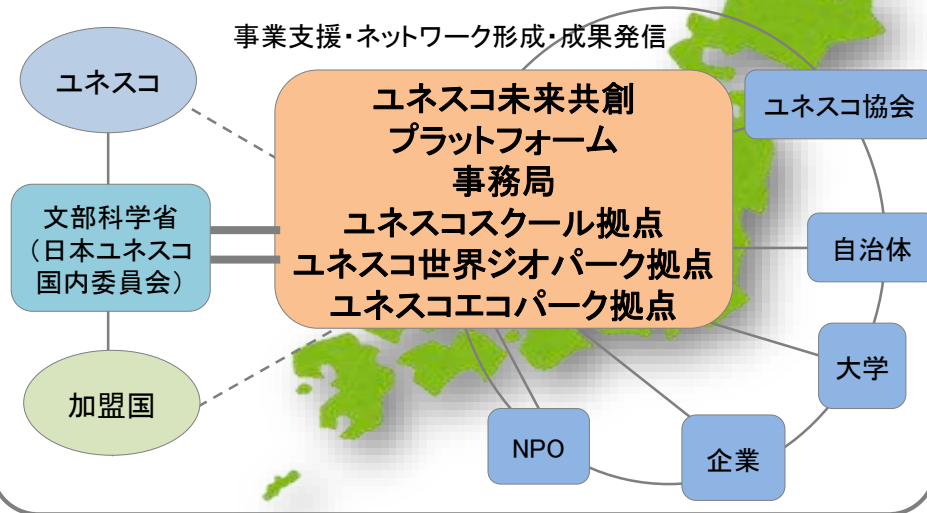 事業支援・ネットワーク形成・成果発信
ユネスコ
ユネスコ未来共創
プラットフォーム
事務局
ユネスコスクール拠点
ユネスコ世界ジオパーク拠点
ユネスコエコパーク拠点
ユネスコ協会
文部科学省
（日本ユネスコ
国内委員会）
自治体
大学
加盟国
NPO
企業